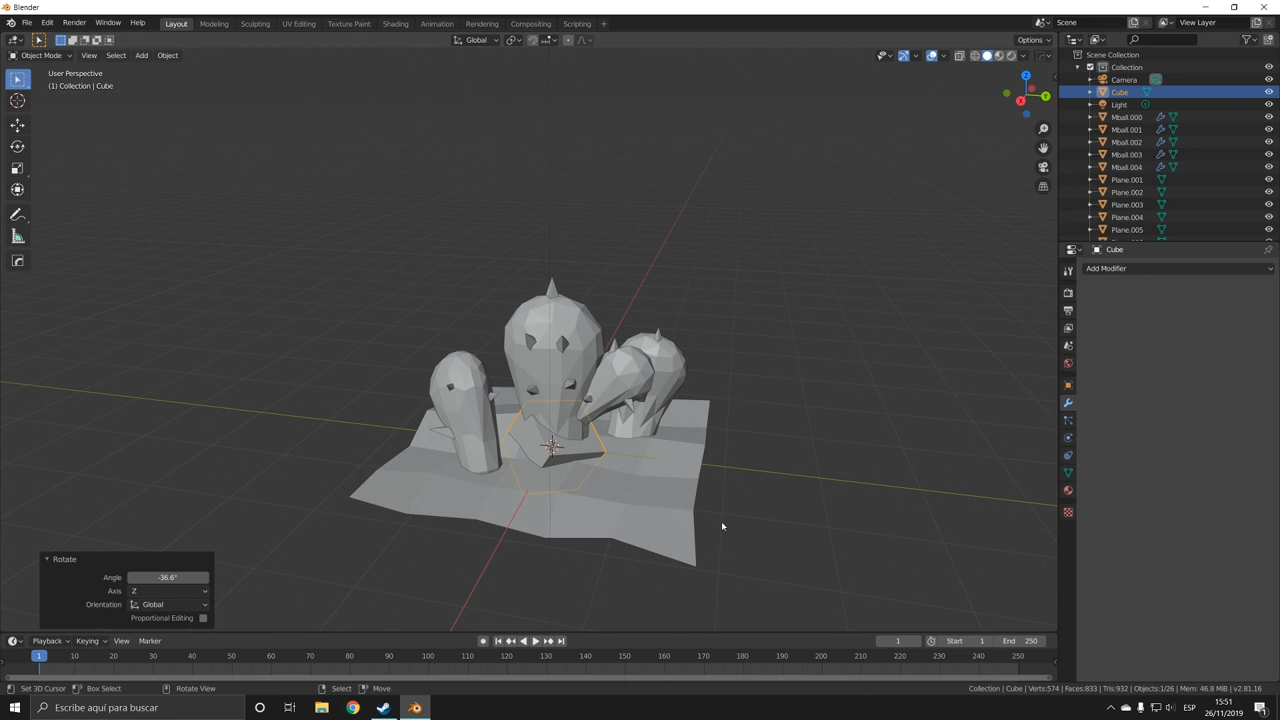 Blender
File Edit Render Window Help Layout Modeling Sculpting UV Editing Texture Paint Shading Animation Rendering Compositing Scripting + Scene View Layer
Global Options
Object Mode View Select Add Object
User Perspective
(1) Collection | Cube
Z
Y
X
Scene Collection
Collection
Camera
Cube
Light
Mball.000
Mball.001
Mball.002
Mball.003
Mball.004
Plane.001
Plane.002
Plane.003
Plane.004
Plane.005
Cube
Add Modifier
Rotate
Angle -36.6°
Axis Z
Orientation Global
Proportional Editing
Playback Keying View Marker 1 Start 1 End 250
1 10 20 30 40 50 60 70 80 90 100 110 120 130 140 150 160 170 180 190 200 210 220 230 240 250
Set 3D Cursor Box Select Rotate View Select Move Collection | Cube | Verts:574 | Faces:833 | Tris:932 | Objects:1/26 | Mem: 46.8 MiB | v2.81.16
Escribe aquí para buscar ESP 15:51
26/11/2019 1